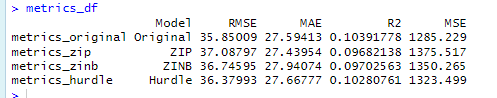 > metrics_df
Model RMSE MAE R2 MSE
metrics_original Original 35.85009 27.59413 0.10391778 1285.229
metrics_zip ZIP 37.08797 27.43954 0.09682138 1375.517
metrics_zinb ZINB 36.74595 27.94074 0.09702563 1350.265
metrics_hurdle Hurdle 36.37993 27.66777 0.10280761 1323.499
>